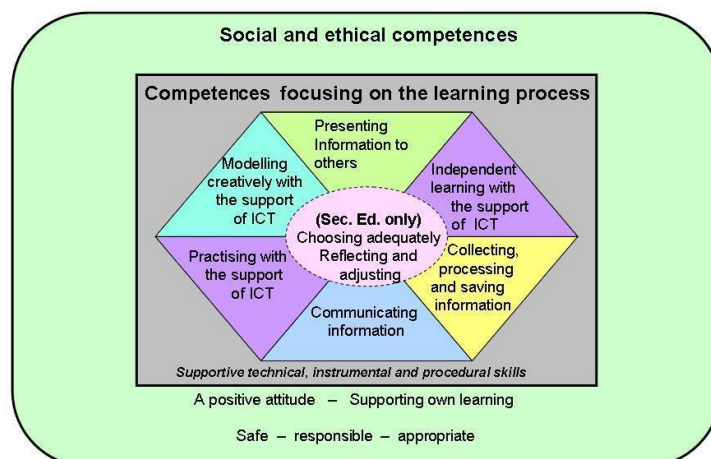 Social and ethical competences
Competences focusing on the learning process
Presenting
Information to
others
Modelling
creatively with
the support
of ICT
Independent
learning with
the support
of ICT
(Sec. Ed. only)
Choosing adequately
Reflecting and
adjusting
Practising with
the support
of ICT
Collecting,
processing
and saving
information
Communicating
information
Supportive technical, instrumental and procedural skills
A positive attitude – Supporting own learning
Safe – responsible – appropriate